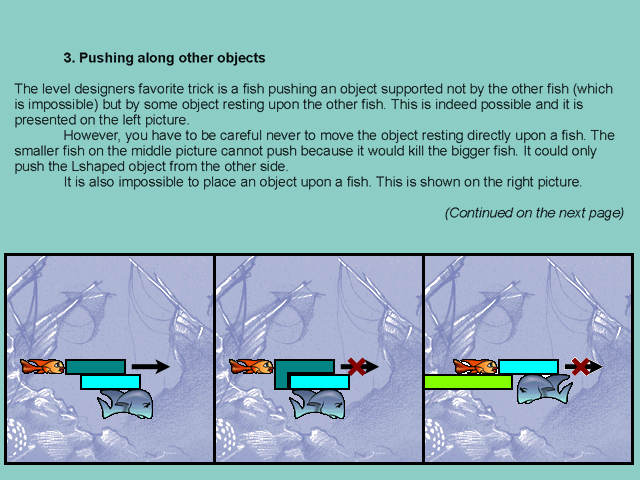 3. Pushing along other objects
The level designers favorite trick is a fish pushing an object supported not by the other fish (which
is impossible) but by some object resting upon the other fish. This is indeed possible and it is
presented on the left picture.
However, you have to be careful never to move the object resting directly upon a fish. The
smaller fish on the middle picture cannot push because it would kill the bigger fish. It could only
push the Lshaped object from the other side.
It is also impossible to place an object upon a fish. This is shown on the right picture.
(Continued on the next page)